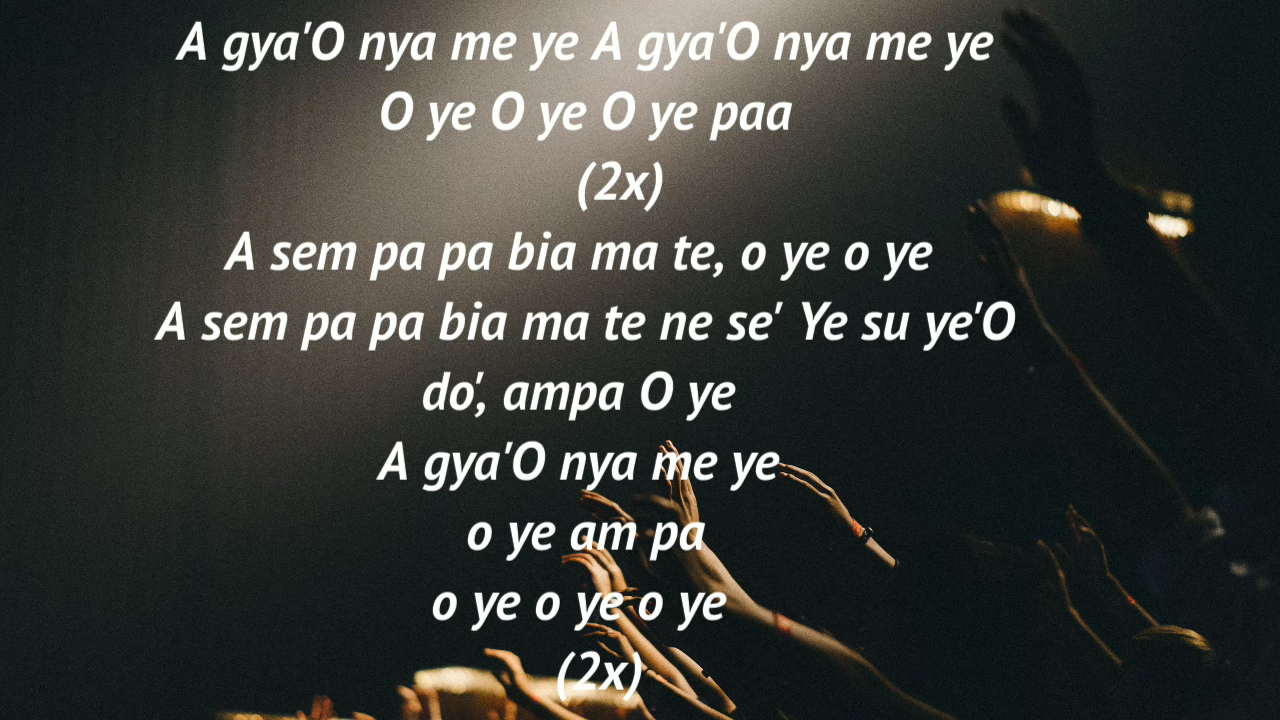 A gya'O nya me ye A gya'O nya me ye
O ye O ye O ye paa
(2x)
A sem pa pa bia ma te, o ye o ye
A sem pa pa bia ma te ne se' Ye su ye'O
do', ampa O ye
A gya'O nya me ye
o ye am pa
o ye o ye o ye
(2x)